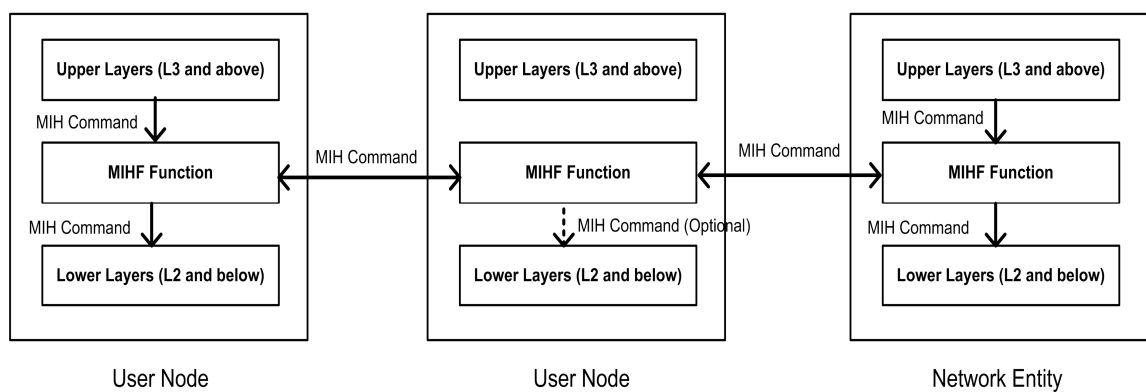 Upper Layers (L3 and above)
MIH Command
MIHF Function
MIH Command
Lower Layers (L2 and below)
User Node
MIH Command
Upper Layers (L3 and above)
MIHF Function
MIH Command (Optional)
Lower Layers (L2 and below)
User Node
MIH Command
Upper Layers (L3 and above)
MIH Command
MIHF Function
MIH Command
Lower Layers (L2 and below)
Network Entity